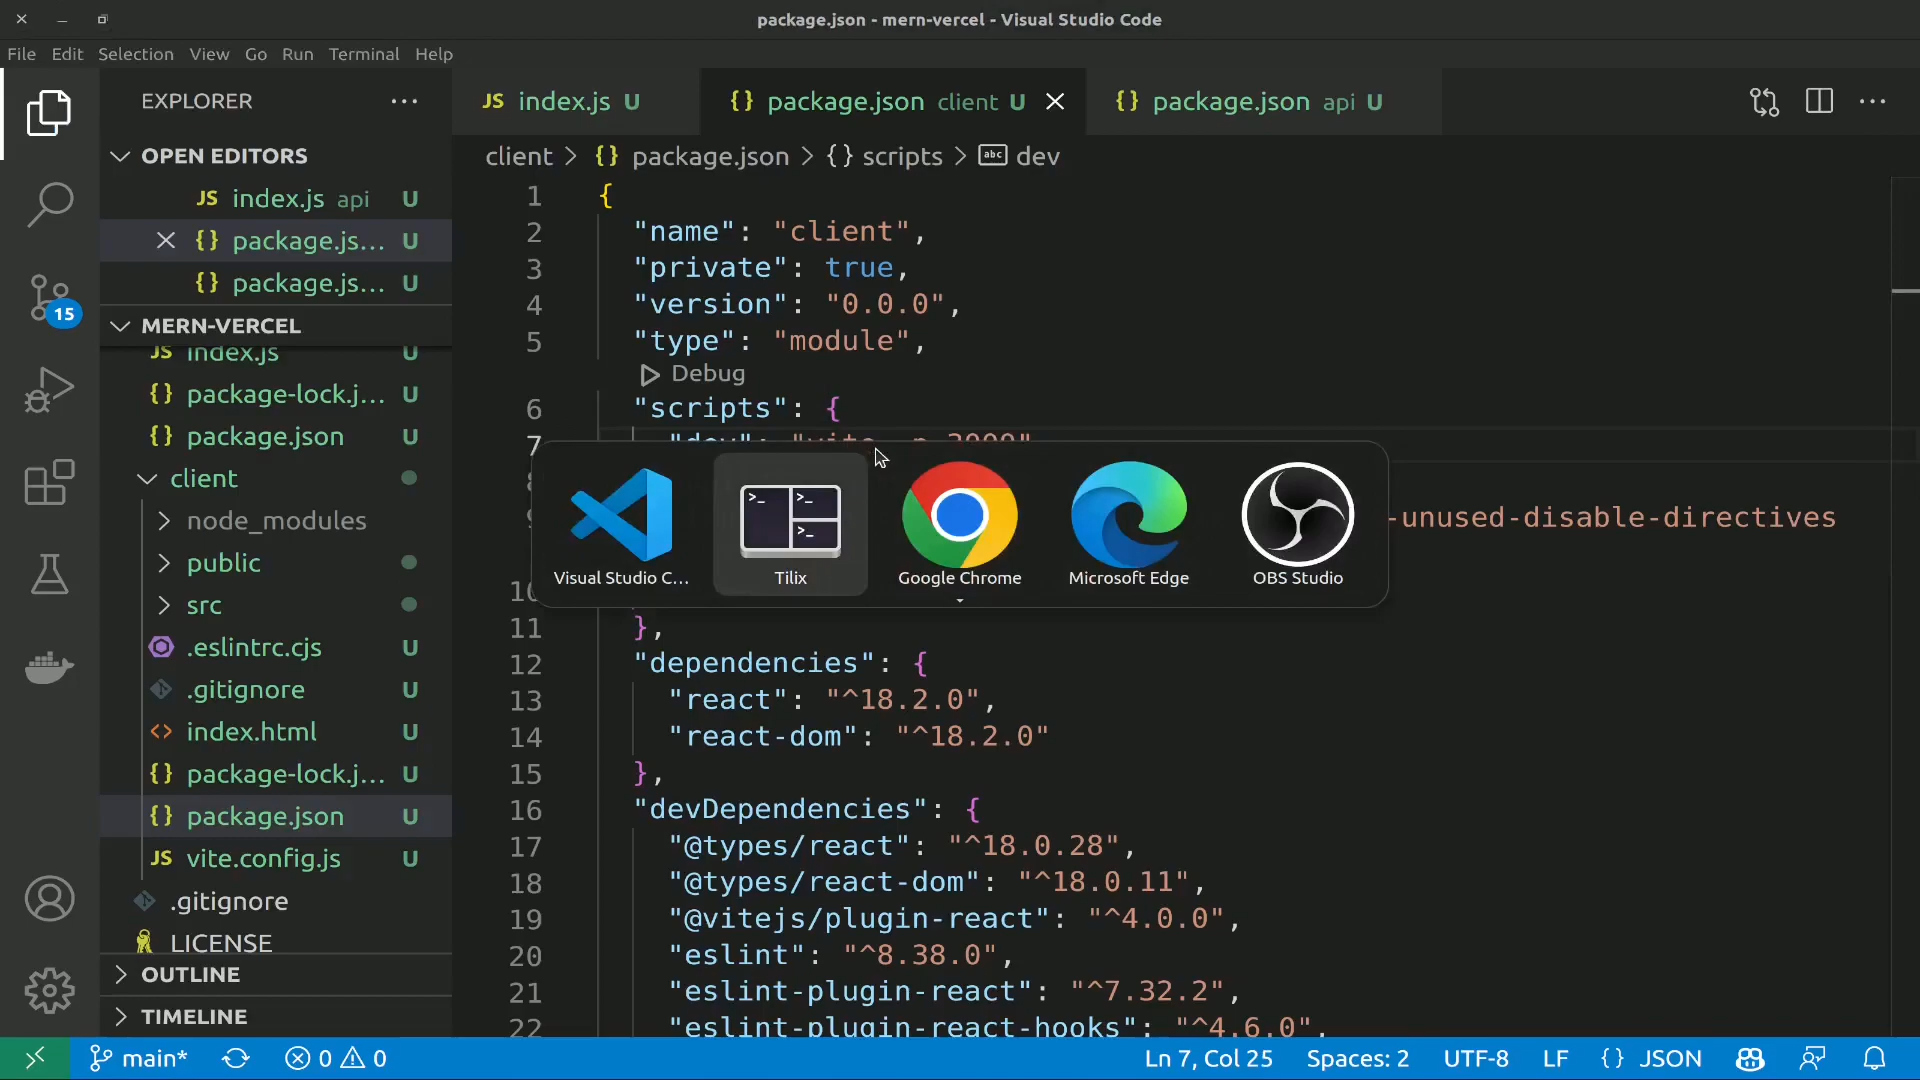 package.json - mern-vercel - Visual Studio Code
File Edit Selection View Go Run Terminal Help
EXPLORER
OPEN EDITORS
JS index.js api U
{} package.js... U
{} package.js... U
15
MERN-VERCEL
JS index.js U
{} package-lock.j... U
{} package.json U
client
node_modules
public
src
.eslintrc.cjs U
.gitignore U
<> index.html U
{} package-lock.j... U
{} package.json U
JS vite.config.js U
.gitignore
LICENSE
OUTLINE
TIMELINE
JS index.js U {} package.json client U {} package.json api U
client > {} package.json > {} scripts > abc dev
1 {
2 "name": "client",
3 "private": true,
4 "version": "0.0.0",
5 "type": "module",
Debug
6 "scripts": {
7 "dev": "vite -p 3000"
-unused-disable-directives
Visual Studio C...
Tilix
Google Chrome
Microsoft Edge
OBS Studio
10
11 },
12 "dependencies": {
13 "react": "^18.2.0",
14 "react-dom": "^18.2.0"
15 },
16 "devDependencies": {
17 "@types/react": "^18.0.28",
18 "@types/react-dom": "^18.0.11",
19 "@vitejs/plugin-react": "^4.0.0",
20 "eslint": "^8.38.0",
21 "eslint-plugin-react": "^7.32.2",
22 "eslint-plugin-react-hooks": "^4.6.0",
main* 0 0 Ln 7, Col 25 Spaces: 2 UTF-8 LF {} JSON